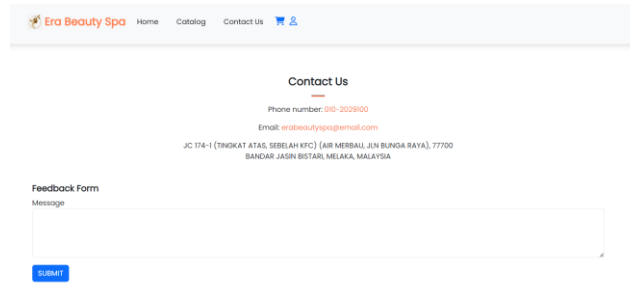 Era Beauty Spa Home Catalog Contact Us
Contact Us
Phone number: 010-2029100
Email: erabeautyspa@email.com
JC 174-1 (TINGKAT ATAS, SEBELAH KFC) (AIR MERBAU, JLN BUNGA RAYA), 77700
BANDAR JASIN BISTARI, MELAKA, MALAYSIA
Feedback Form
Message
SUBMIT